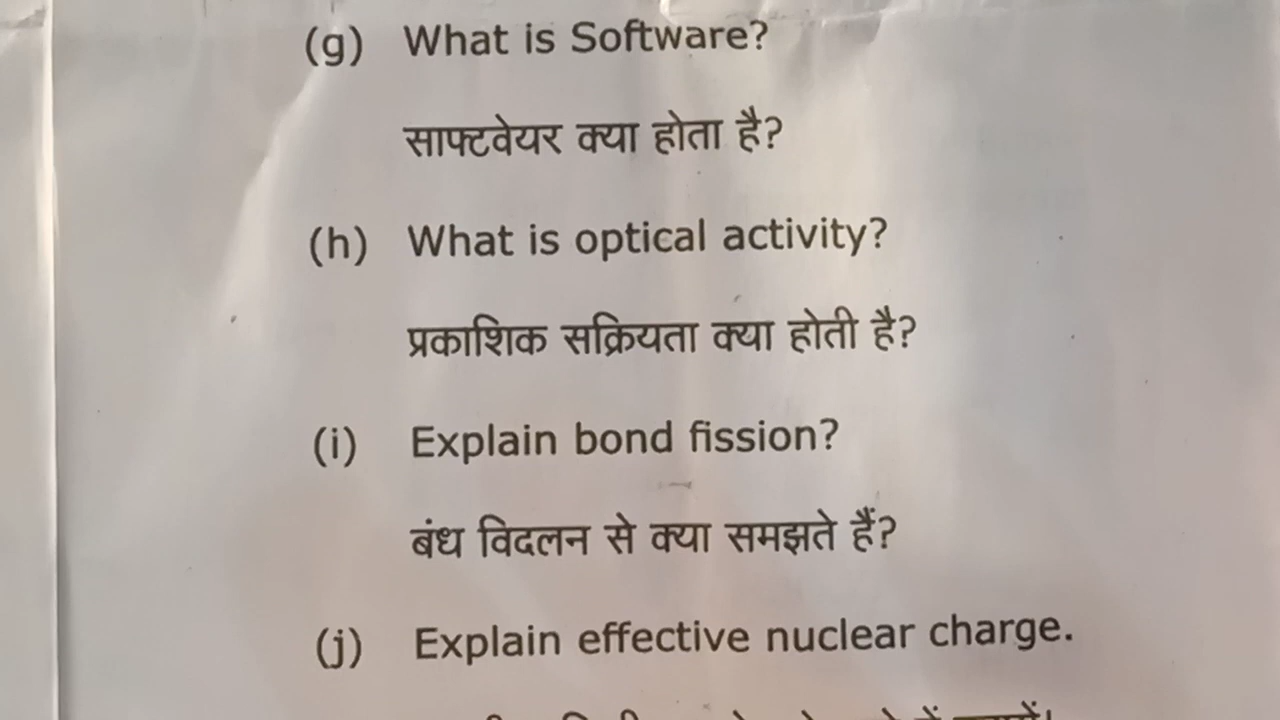 (g) What is Software?
साफ्टवेयर क्या होता है?
(h) What is optical activity?
प्रकाशिक सक्रियता क्या होती है?
(i) Explain bond fission?
बंध विदलन से क्या समझते हैं?
(j) Explain effective nuclear charge.